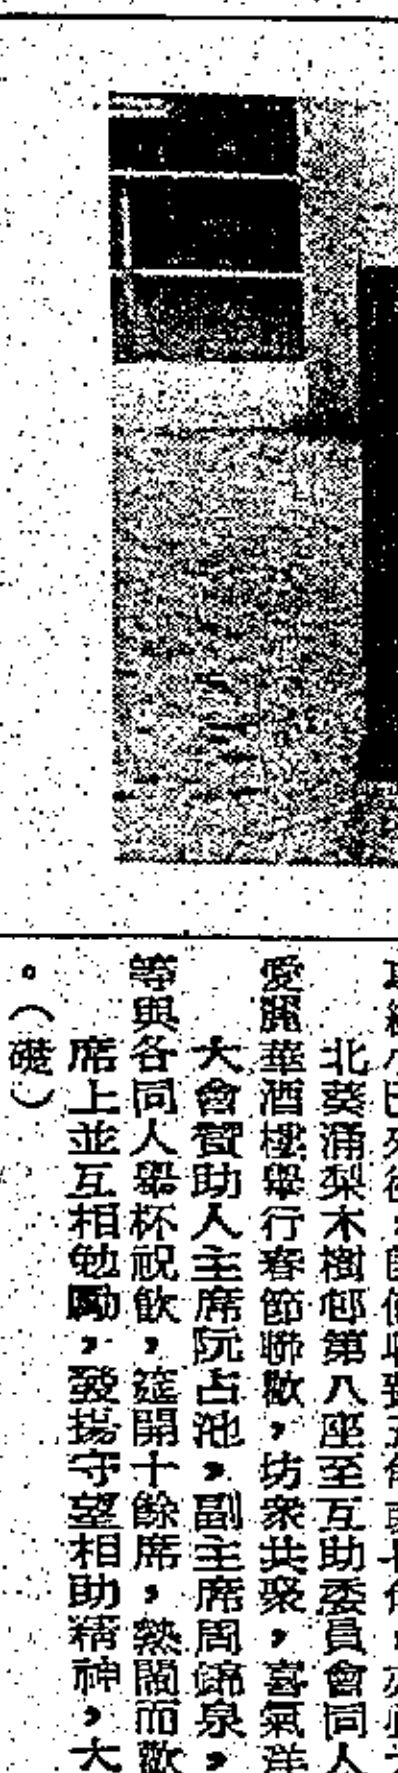 北葵涌梨木樹邨第八座至互助委員會同人
愛麗華酒樓舉行春節聯歡，坊衆共聚，喜氣洋
大會贊助人主席阮占池，副主席周錦泉，
等與各同人舉杯祝飲，筵開十餘席，熱鬧而歡
席上並互相勉勵，發揚守望相助精神，大
。（礎）